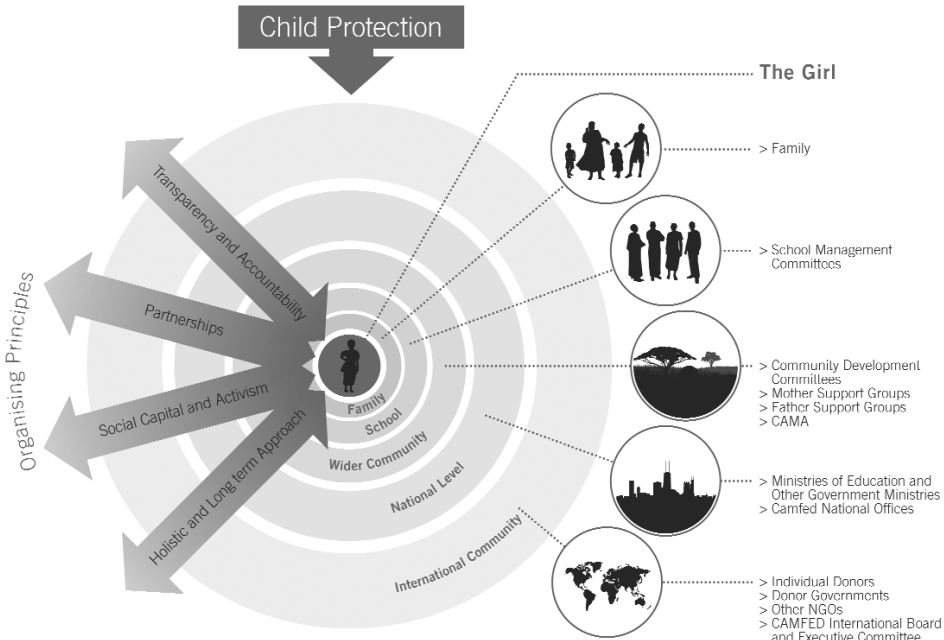 Child Protection
The Girl
> Family
> School Management
Committees
> Community Development
Committees
> Mother Support Groups
> Father Support Groups
> CAMA
> Ministries of Education and
Other Government Ministries
> Camfed National Offices
> Individual Donors
> Donor Governments
> Other NGOs
> CAMFED International Board
and Executive Committee
Organising Principles
Transparency and Accountability
Partnerships
Social Capital and Activism
Holistic and Long term Approach
Family
School
Wider Community
National Level
International Community